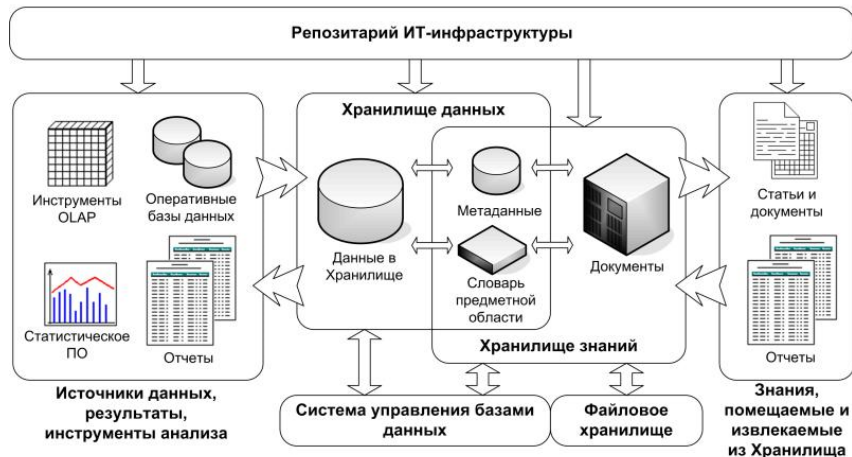 Репозитарий ИТ-инфраструктуры
Инструменты
OLAP
Оперативные
базы данных
Статистическое
ПО
Отчеты
Источники данных,
результаты,
инструменты анализа
Хранилище данных
Данные в
Хранилище
Метаданные
Словарь
предметной
области
Документы
Хранилище знаний
Система управления базами
данных
Файловое
хранилище
Статьи и
документы
Отчеты
Знания,
помещаемые и
извлекаемые
из Хранилища